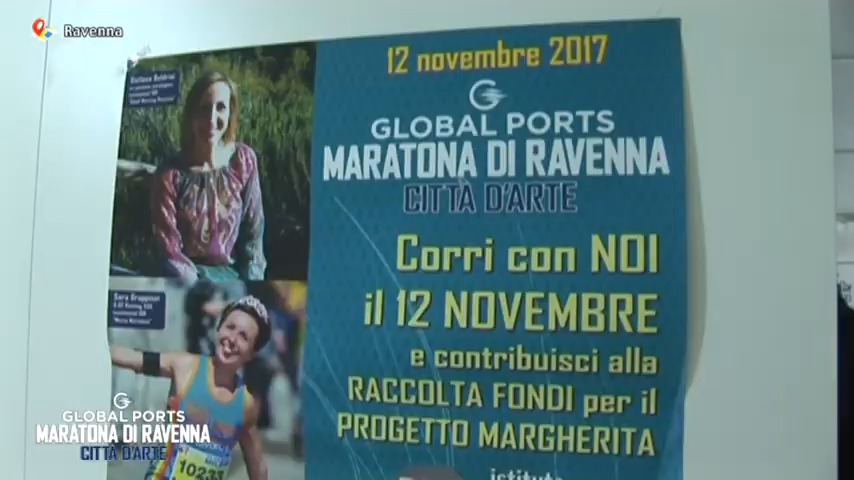 Ravenna
12 novembre 2017
GLOBAL PORTS
MARATONA DI RAVENNA
CITTÀ D'ARTE
Corri con NOI
il 12 NOVEMBRE
e contribuisci alla
RACCOLTA FONDI per il
PROGETTO MARGHERITA
GLOBAL PORTS
MARATONA DI RAVENNA
CITTÀ D'ARTE